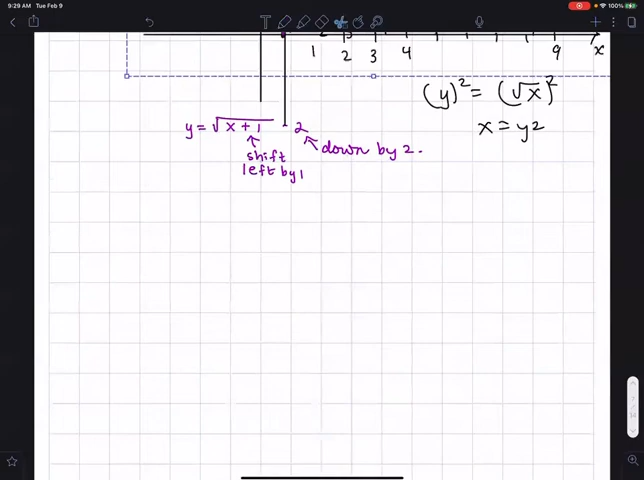 9:29 AM Tue Feb 9
100%
1 2 3 4 9 x
(y)² = (√x)²
y = √x + 1 - 2
x = y2
shift
left by 1
down by 2.